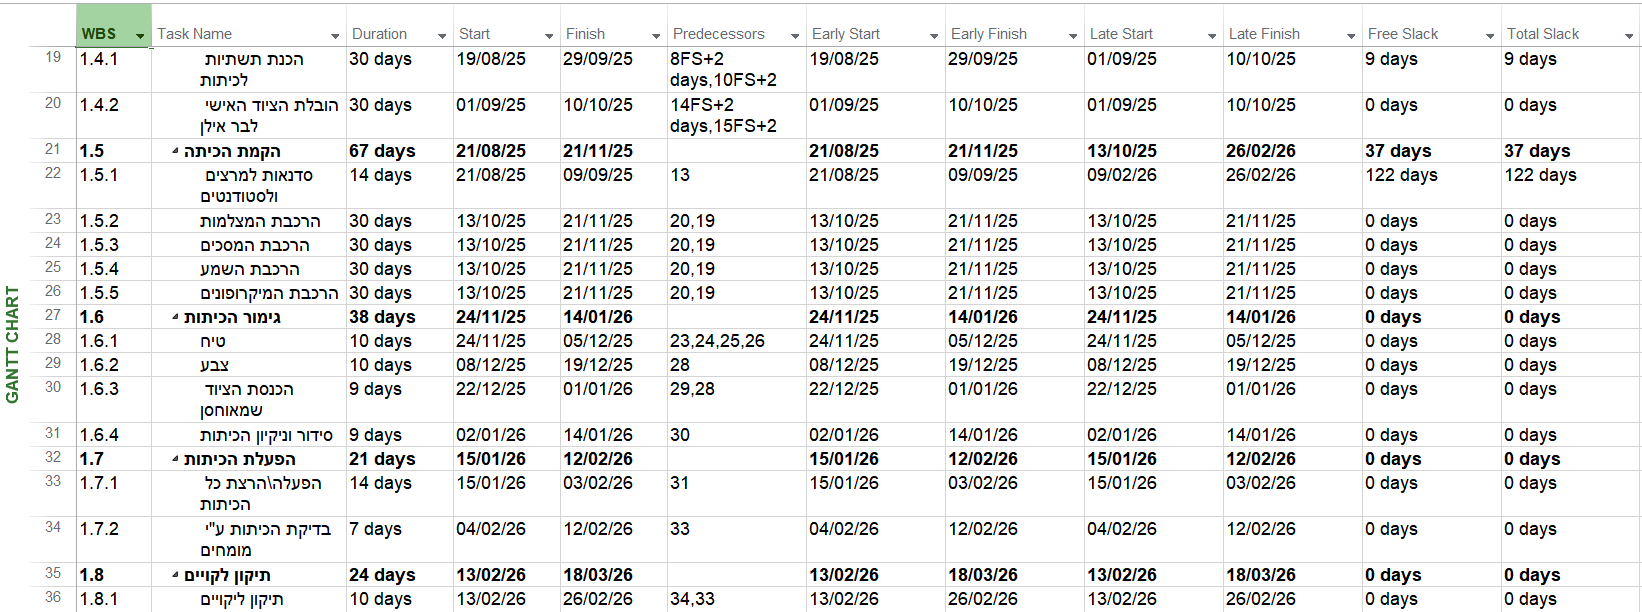 WBS Task Name Duration Start Finish Predecessors Early Start Early Finish Late Start Late Finish Free Slack Total Slack
19 1.4.1 הכנת תשתיות 30 days 19/08/25 29/09/25 8FS+2 19/08/25 29/09/25 01/09/25 10/10/25 9 days 9 days
לכיתות days,10FS+2
20 1.4.2 הובלת הציוד האישי 30 days 01/09/25 10/10/25 14FS+2 01/09/25 10/10/25 01/09/25 10/10/25 0 days 0 days
לבר אילן days,15FS+2
21 1.5 הקמת הכיתה 67 days 21/08/25 21/11/25 21/08/25 21/11/25 13/10/25 26/02/26 37 days 37 days
22 1.5.1 סדנאות למרצים 14 days 21/08/25 09/09/25 13 21/08/25 09/09/25 09/02/26 26/02/26 122 days 122 days
ולסטודנטים
23 1.5.2 הרכבת המצלמות 30 days 13/10/25 21/11/25 20,19 13/10/25 21/11/25 13/10/25 21/11/25 0 days 0 days
24 1.5.3 הרכבת המסכים 30 days 13/10/25 21/11/25 20,19 13/10/25 21/11/25 13/10/25 21/11/25 0 days 0 days
25 1.5.4 הרכבת השמע 30 days 13/10/25 21/11/25 20,19 13/10/25 21/11/25 13/10/25 21/11/25 0 days 0 days
26 1.5.5 הרכבת המיקרופונים 30 days 13/10/25 21/11/25 20,19 13/10/25 21/11/25 13/10/25 21/11/25 0 days 0 days
27 1.6 גימור הכיתות 38 days 24/11/25 14/01/26 24/11/25 14/01/26 24/11/25 14/01/26 0 days 0 days
28 1.6.1 טיח 10 days 24/11/25 05/12/25 23,24,25,26 24/11/25 05/12/25 24/11/25 05/12/25 0 days 0 days
29 1.6.2 צבע 10 days 08/12/25 19/12/25 28 08/12/25 19/12/25 08/12/25 19/12/25 0 days 0 days
30 1.6.3 הכנסת הציוד 9 days 22/12/25 01/01/26 29,28 22/12/25 01/01/26 22/12/25 01/01/26 0 days 0 days
שמאוחסן
31 1.6.4 סידור וניקיון הכיתות 9 days 02/01/26 14/01/26 30 02/01/26 14/01/26 02/01/26 14/01/26 0 days 0 days
32 1.7 הפעלת הכיתות 21 days 15/01/26 12/02/26 15/01/26 12/02/26 15/01/26 12/02/26 0 days 0 days
33 1.7.1 הפעלה\הרצת כל 14 days 15/01/26 03/02/26 31 15/01/26 03/02/26 15/01/26 03/02/26 0 days 0 days
הכיתות
34 1.7.2 בדיקת הכיתות ע"י 7 days 04/02/26 12/02/26 33 04/02/26 12/02/26 04/02/26 12/02/26 0 days 0 days
מומחים
35 1.8 תיקון לקויים 24 days 13/02/26 18/03/26 13/02/26 18/03/26 13/02/26 18/03/26 0 days 0 days
36 1.8.1 תיקון ליקויים 10 days 13/02/26 26/02/26 34,33 13/02/26 26/02/26 13/02/26 26/02/26 0 days 0 days
GANTT CHART